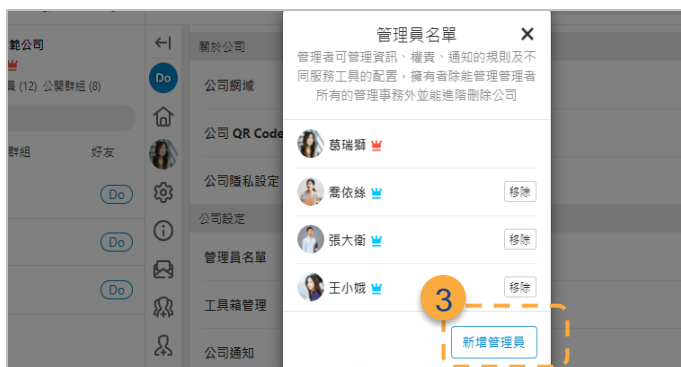 範公司
員 (12) 公開群組 (8)
群組
好友
Do
Do
Do
Do
關於公司
公司網域
公司 QR Code
公司隱私設定
公司設定
管理員名單
工具箱管理
公司通知
管理員名單
管理者可管理資訊、權責、通知的規則及不
同服務工具的配置，擁有者除能管理管理者
所有的管理事務外並能進階刪除公司
葛瑞獅
喬依絲
移除
張大衛
移除
王小娥
移除
3
新增管理員